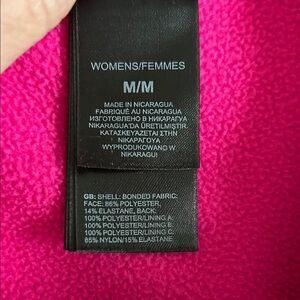 WOMENS/FEMMES
M/M
MADE IN NICARAGUA
FABRIQUÉ AU NICARAGUA
ИЗГОТОВЛЕНО В НИКАРАГУА
NIKARAGUA'DA ÜRETILMIŞTIR.
ΚΑΤΑΣΚΕΥΑΖΕΤΑΙ ΣΤΗΝ
ΝΙΚΑΡΑΓΟΥΑ
WYPRODUKOWANO W
NIKARAGUI
GB: SHELL: BONDED FABRIC:
FACE: 86% POLYESTER,
14% ELASTANE, BACK:
100% POLYESTER/LINING A:
100% POLYESTER/LINING B:
100% POLYESTER/LINING C:
85% NYLON/15% ELASTANE